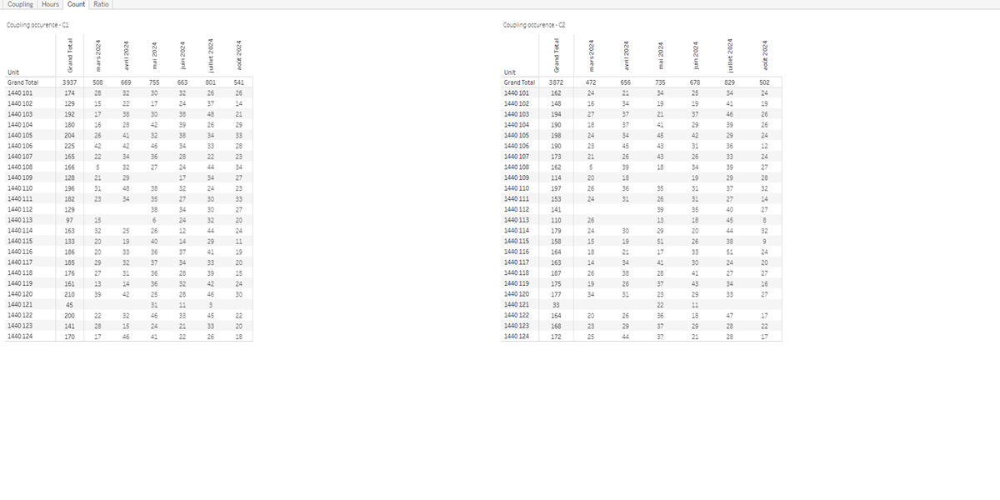 Coupling Hours Count Ratio
Coupling occurence - C1
Unit Grand Total mars 2024 avril 2024 mai 2024 juin 2024 juillet 2024 août 2024
Grand Total 3937 508 669 755 663 801 541
1440 101 174 28 32 30 32 26 26
1440 102 129 15 22 17 24 37 14
1440 103 192 17 38 30 38 48 21
1440 104 180 16 28 42 39 26 29
1440 105 204 26 41 32 38 34 33
1440 106 225 42 42 46 34 33 28
1440 107 165 22 34 36 28 22 23
1440 108 166 5 32 27 24 44 34
1440 109 128 21 29 17 34 27
1440 110 196 31 48 38 32 24 23
1440 111 182 23 34 35 27 30 33
1440 112 129 38 34 30 27
1440 113 97 15 6 24 32 20
1440 114 163 32 25 26 12 44 24
1440 115 133 20 19 40 14 29 11
1440 116 186 20 33 36 37 41 19
1440 117 185 29 32 37 34 33 20
1440 118 176 27 31 36 28 39 15
1440 119 161 13 14 36 32 42 24
1440 120 210 39 42 25 28 46 30
1440 121 45 31 11 3
1440 122 200 22 32 46 33 45 22
1440 123 141 28 15 24 21 33 20
1440 124 170 17 46 41 22 26 18
Coupling occurence - C2
Unit Grand Total mars 2024 avril 2024 mai 2024 juin 2024 juillet 2024 août 2024
Grand Total 3872 472 656 735 678 829 502
1440 101 162 24 21 34 25 34 24
1440 102 148 16 34 19 19 41 19
1440 103 194 27 37 21 37 46 26
1440 104 190 18 37 41 29 39 26
1440 105 198 24 34 45 42 29 24
1440 106 190 23 45 43 31 36 12
1440 107 173 21 26 43 26 33 24
1440 108 162 5 39 18 34 39 27
1440 109 114 20 18 19 29 28
1440 110 197 26 36 35 31 37 32
1440 111 153 24 31 26 31 27 14
1440 112 141 39 35 40 27
1440 113 110 26 13 18 45 8
1440 114 179 24 30 29 20 44 32
1440 115 158 15 19 51 26 38 9
1440 116 164 18 21 17 33 51 24
1440 117 163 14 34 41 30 24 20
1440 118 187 26 38 28 41 27 27
1440 119 175 19 26 37 43 34 16
1440 120 177 34 31 23 29 33 27
1440 121 33 22 11
1440 122 164 20 26 36 18 47 17
1440 123 168 23 29 37 29 28 22
1440 124 172 25 44 37 21 28 17